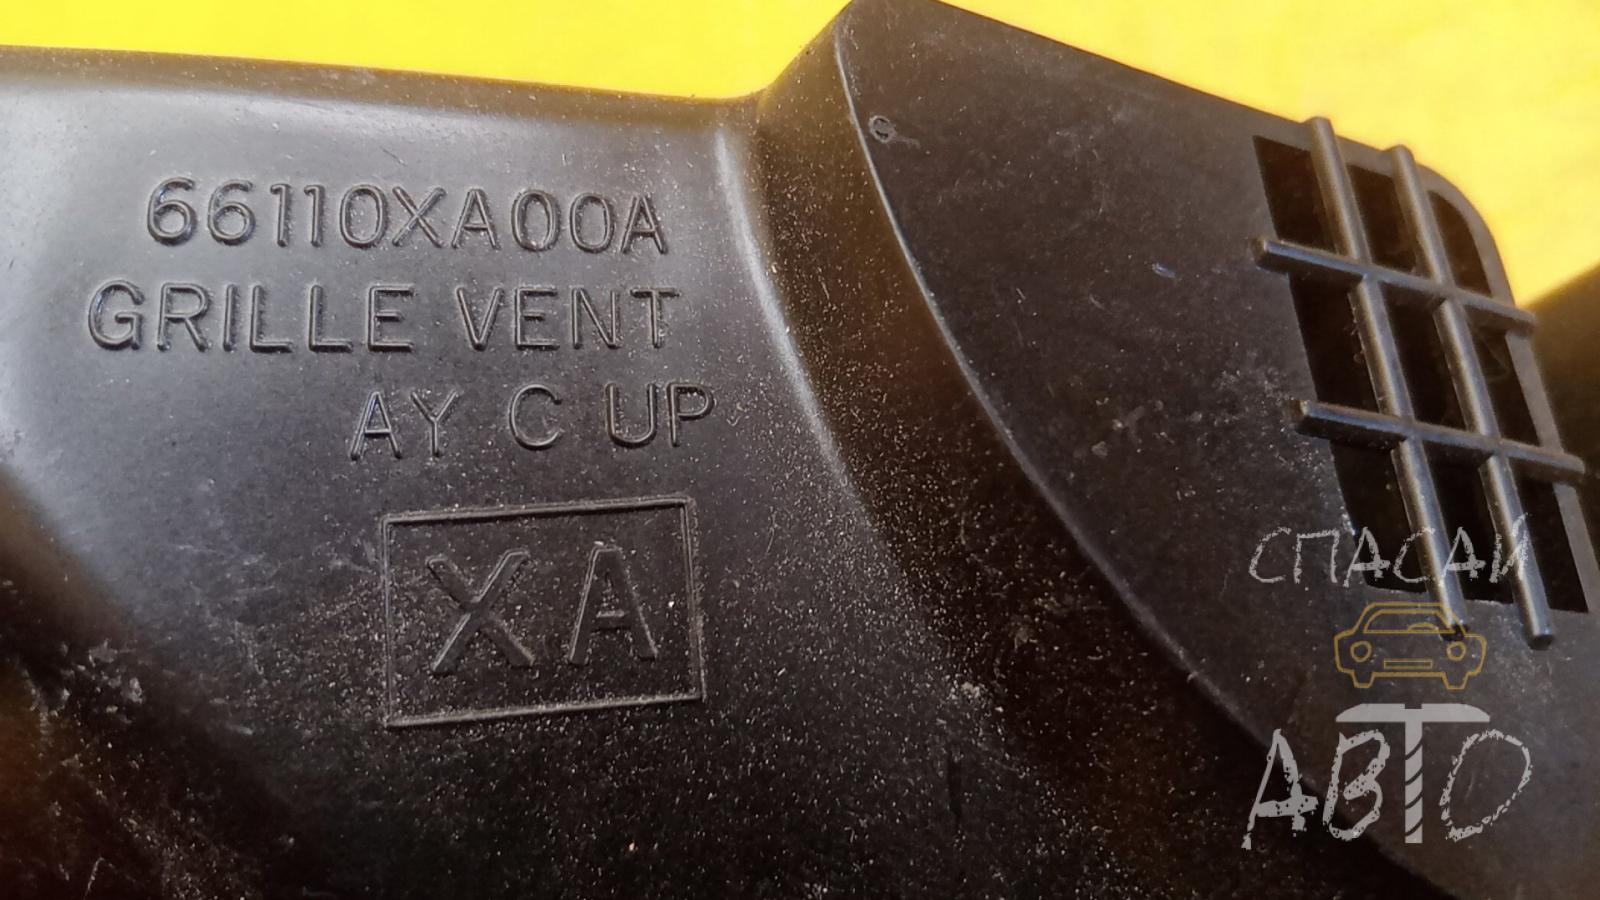 66110XA00A
GRILLE VENT
AY C UP
XA
СПАСАЙ
АВТО